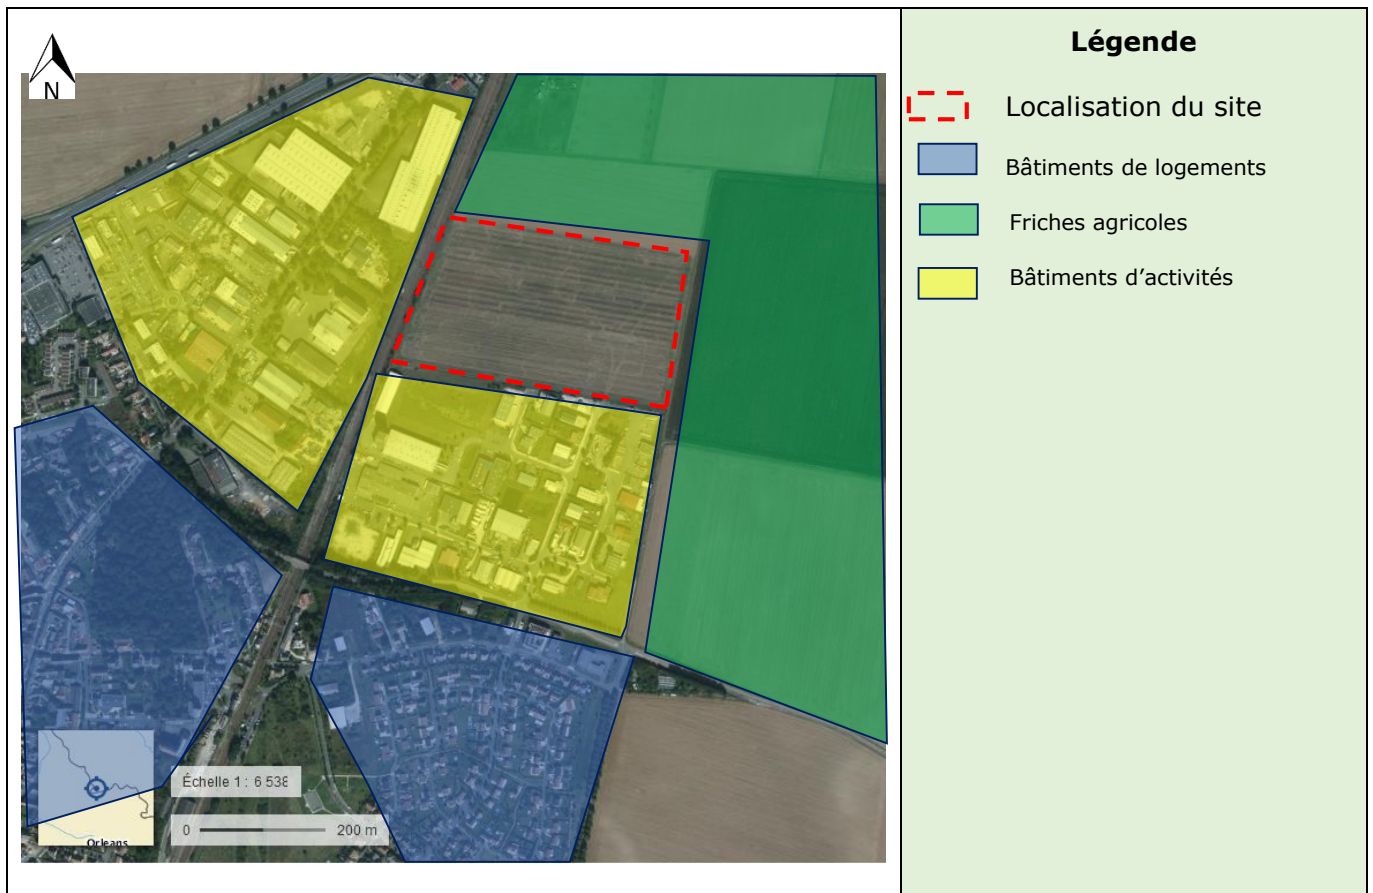 N
Légende
Localisation du site
Bâtiments de logements
Friches agricoles
Bâtiments d'activités
Échelle 1 : 6 538
0 200 m
Orleans